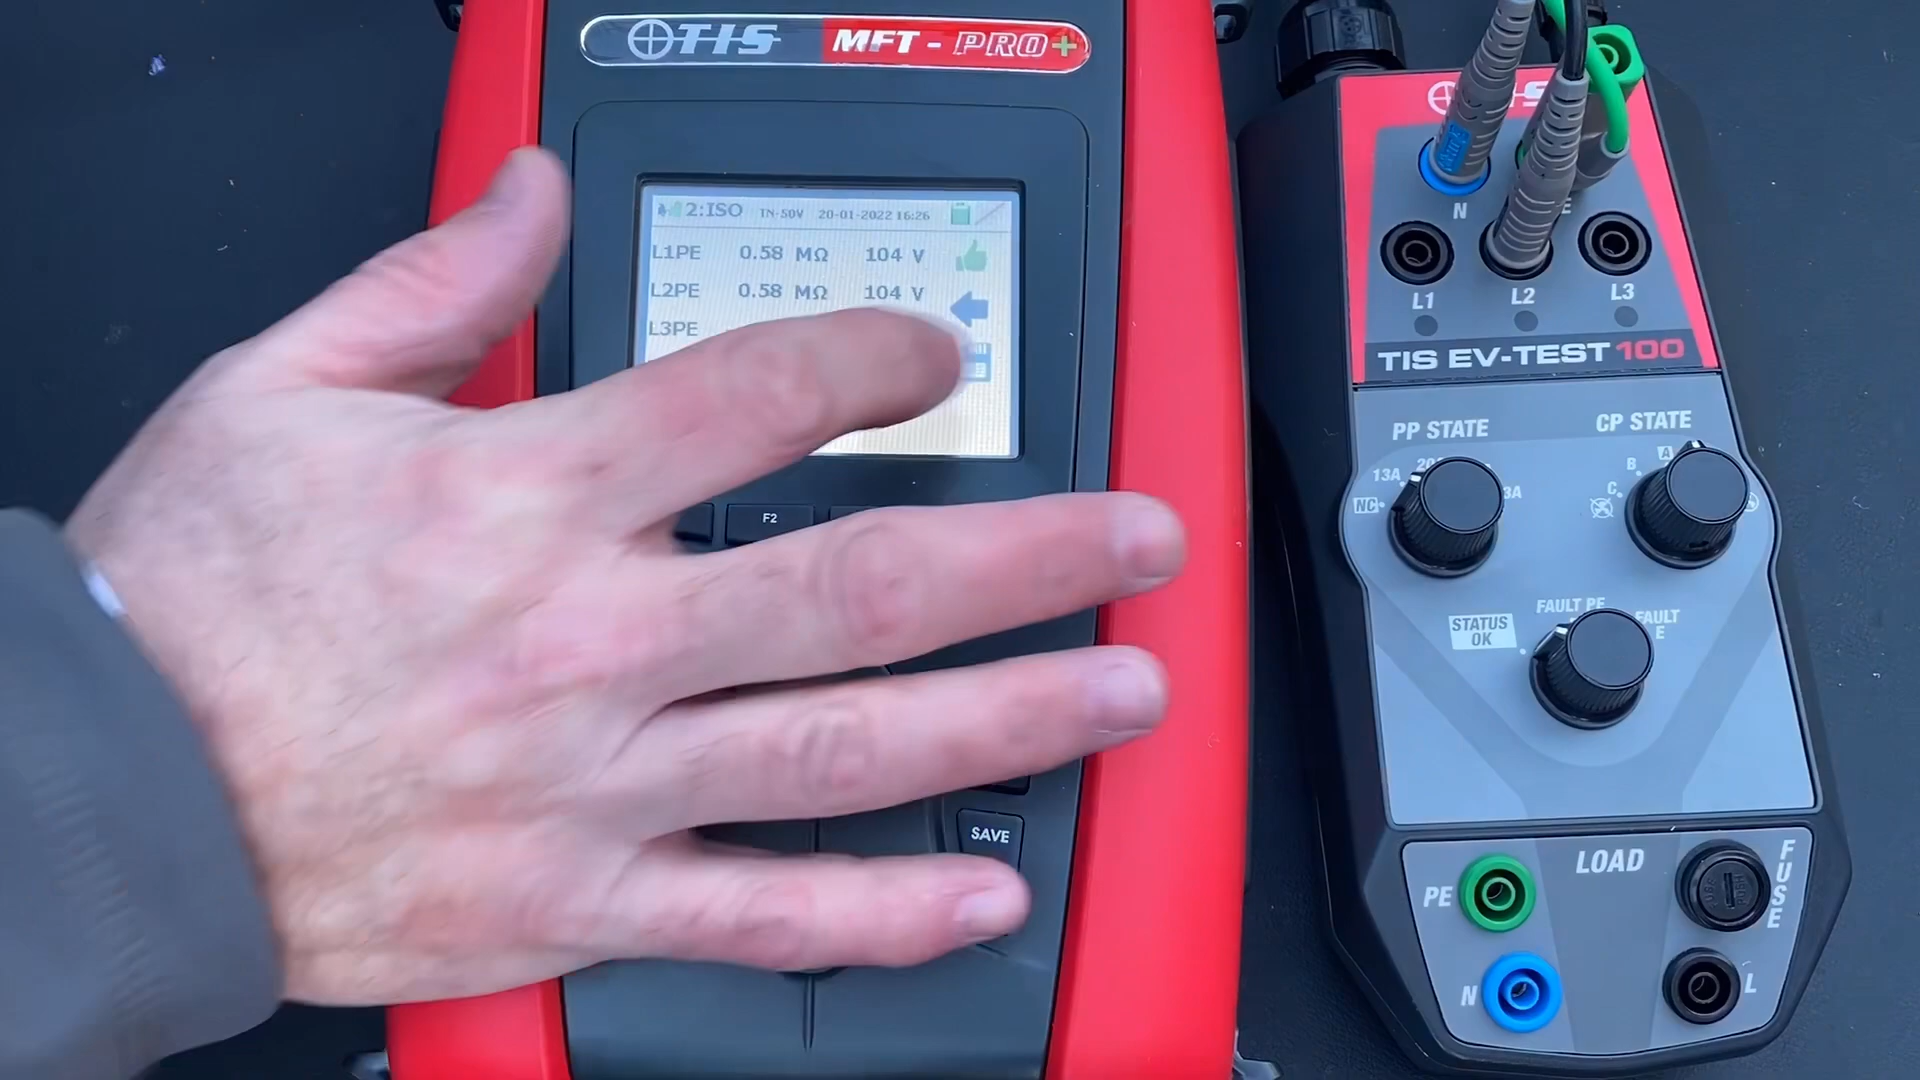 TIS MFT - PRO+
2:ISO TN-50V 20-01-2022 16:26
L1PE 0.58 MΩ 104 V
L2PE 0.58 MΩ 104 V
L3PE
F2
SAVE
N
L1 L2 L3
TIS EV-TEST 100
PP STATE CP STATE
NC 13A
A
B
C
STATUS
OK
FAULT PE
FAULT
E
LOAD
PE
FUSE
N
L